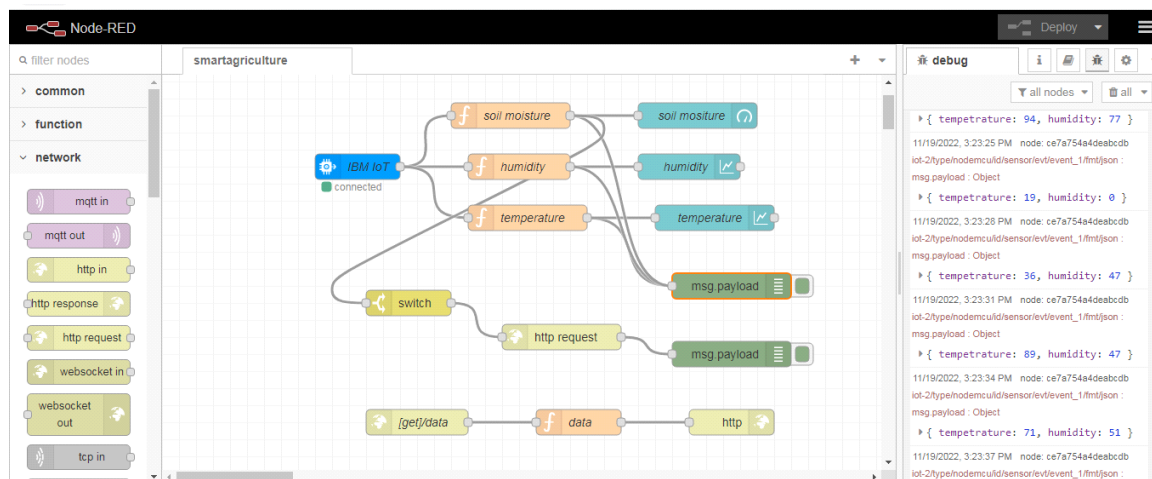 Node-RED
Deploy
filter nodes
common
function
network
mqtt in
mqtt out
http in
http response
http request
websocket in
websocket
out
tcp in
smartagriculture
soil moisture
soil mositure
IBM IoT
connected
humidity
humidity
temperature
temperature
msg.payload
switch
http request
msg.payload
[get]/data
data
http
debug
i
all nodes
all
{ tempetrature: 94, humidity: 77 }
11/19/2022, 3:23:25 PM node: ce7a754a4deabcdb
iot-2/type/nodemcu/id/sensor/evt/event_1/fmt/json :
msg.payload : Object
{ tempetrature: 19, humidity: 0 }
11/19/2022, 3:23:28 PM node: ce7a754a4deabcdb
iot-2/type/nodemcu/id/sensor/evt/event_1/fmt/json :
msg.payload : Object
{ tempetrature: 36, humidity: 47 }
11/19/2022, 3:23:31 PM node: ce7a754a4deabcdb
iot-2/type/nodemcu/id/sensor/evt/event_1/fmt/json :
msg.payload : Object
{ tempetrature: 89, humidity: 47 }
11/19/2022, 3:23:34 PM node: ce7a754a4deabcdb
iot-2/type/nodemcu/id/sensor/evt/event_1/fmt/json :
msg.payload : Object
{ tempetrature: 71, humidity: 51 }
11/19/2022, 3:23:37 PM node: ce7a754a4deabcdb
iot-2/type/nodemcu/id/sensor/evt/event_1/fmt/json :